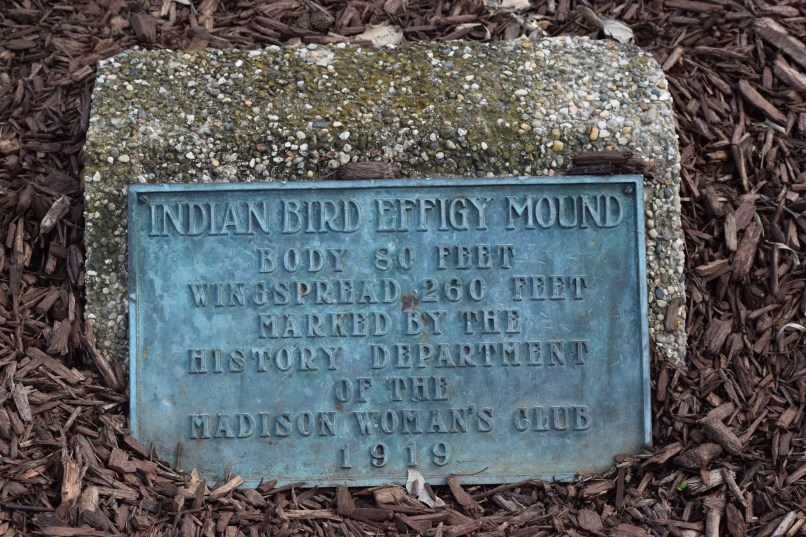 INDIAN BIRD EFFIGY MOUND
BODY 80 FEET
WINGSPREAD 260 FEET
MARKED BY THE
HISTORY DEPARTMENT
OF THE
MADISON WOMAN'S CLUB
1919